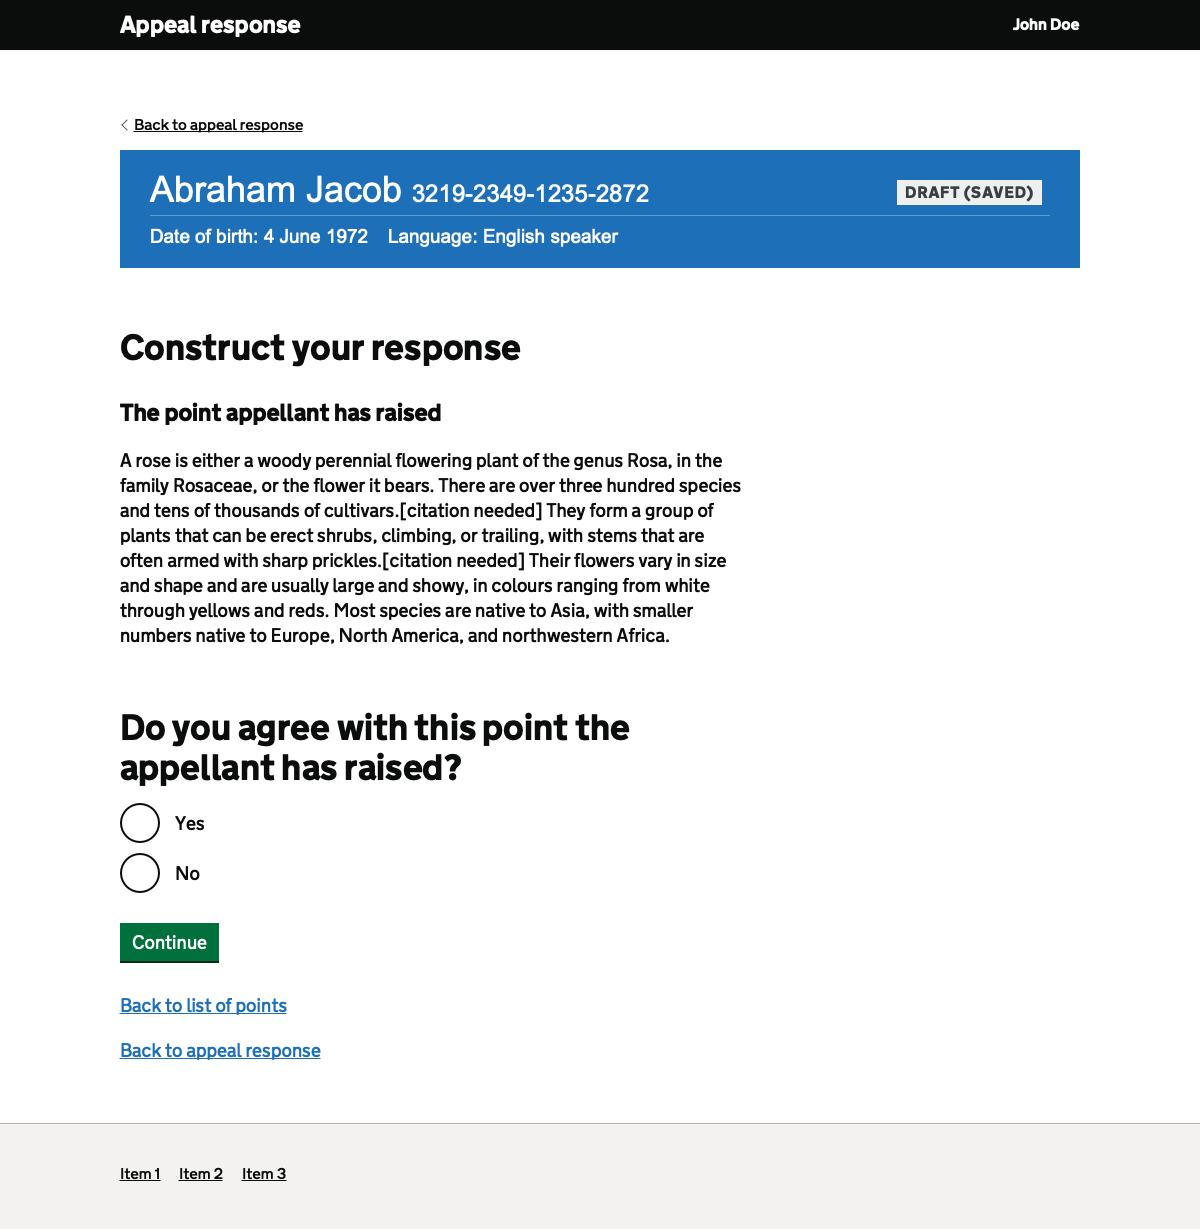 Appeal response
John Doe
Back to appeal response
Abraham Jacob 3219-2349-1235-2872
DRAFT (SAVED)
Date of birth: 4 June 1972 Language: English speaker
Construct your response
The point appellant has raised
A rose is either a woody perennial flowering plant of the genus Rosa, in the
family Rosaceae, or the flower it bears. There are over three hundred species
and tens of thousands of cultivars.[citation needed] They form a group of
plants that can be erect shrubs, climbing, or trailing, with stems that are
often armed with sharp prickles.[citation needed] Their flowers vary in size
and shape and are usually large and showy, in colours ranging from white
through yellows and reds. Most species are native to Asia, with smaller
numbers native to Europe, North America, and northwestern Africa.
Do you agree with this point the
appellant has raised?
Yes
No
Continue
Back to list of points
Back to appeal response
Item 1 Item 2 Item 3